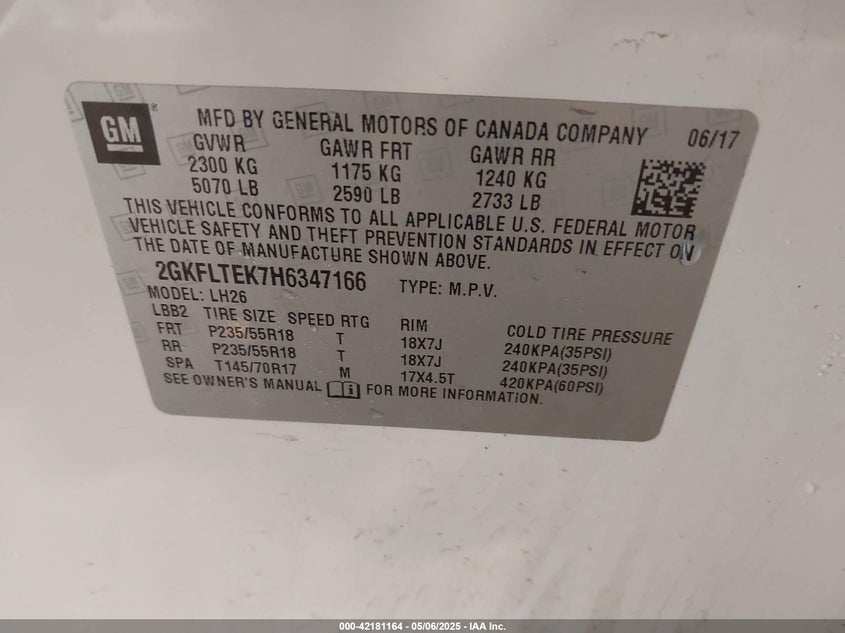 GM ®
MFD BY GENERAL MOTORS OF CANADA COMPANY 06/17
GVWR GAWR FRT GAWR RR
2300 KG 1175 KG 1240 KG
5070 LB 2590 LB 2733 LB
THIS VEHICLE CONFORMS TO ALL APPLICABLE U.S. FEDERAL MOTOR
VEHICLE SAFETY AND THEFT PREVENTION STANDARDS IN EFFECT ON
THE DATE OF MANUFACTURE SHOWN ABOVE.
2GKFLTEK7H6347166 TYPE: M.P.V.
MODEL: LH26
LBB2 TIRE SIZE SPEED RTG RIM COLD TIRE PRESSURE
FRT P235/55R18 T 18X7J 240KPA(35PSI)
RR P235/55R18 T 18X7J 240KPA(35PSI)
SPA T145/70R17 M 17X4.5T 420KPA(60PSI)
SEE OWNER'S MANUAL FOR MORE INFORMATION.
000-42181164 - 05/06/2025 - IAA Inc.